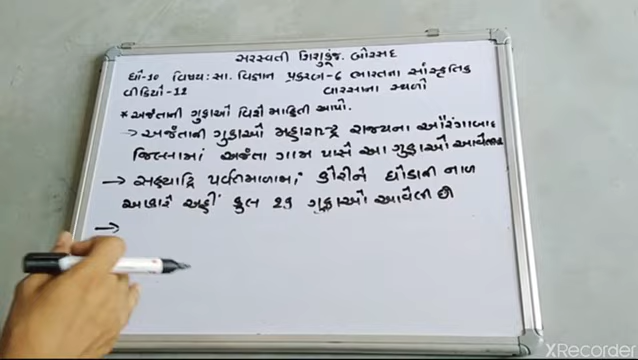 સરસ્વતી શિશુકુંજ. બોરસદ
ધો-10 વિષય: સા. વિજ્ઞાન પ્રકરણ-6 ભારતના સાંસ્કૃતિક
વીડિયો-12 વારસાના સ્થળો
* અજંતાની ગુફાઓ વિશે માહિતી આપો.
→ અજંતાની ગુફાઓ મહારાષ્ટ્ર રાજ્યના ઔરંગાબાદ
જિલ્લામાં અજંતા ગામ પાસે આ ગુફાઓ આવેલ
→ સહ્યાદ્રિ પર્વતમાળામાં કોરીને ઘોડાની નાળ
આકારે અહીં કુલ 29 ગુફાઓ આવેલી છે
→
XRecorder